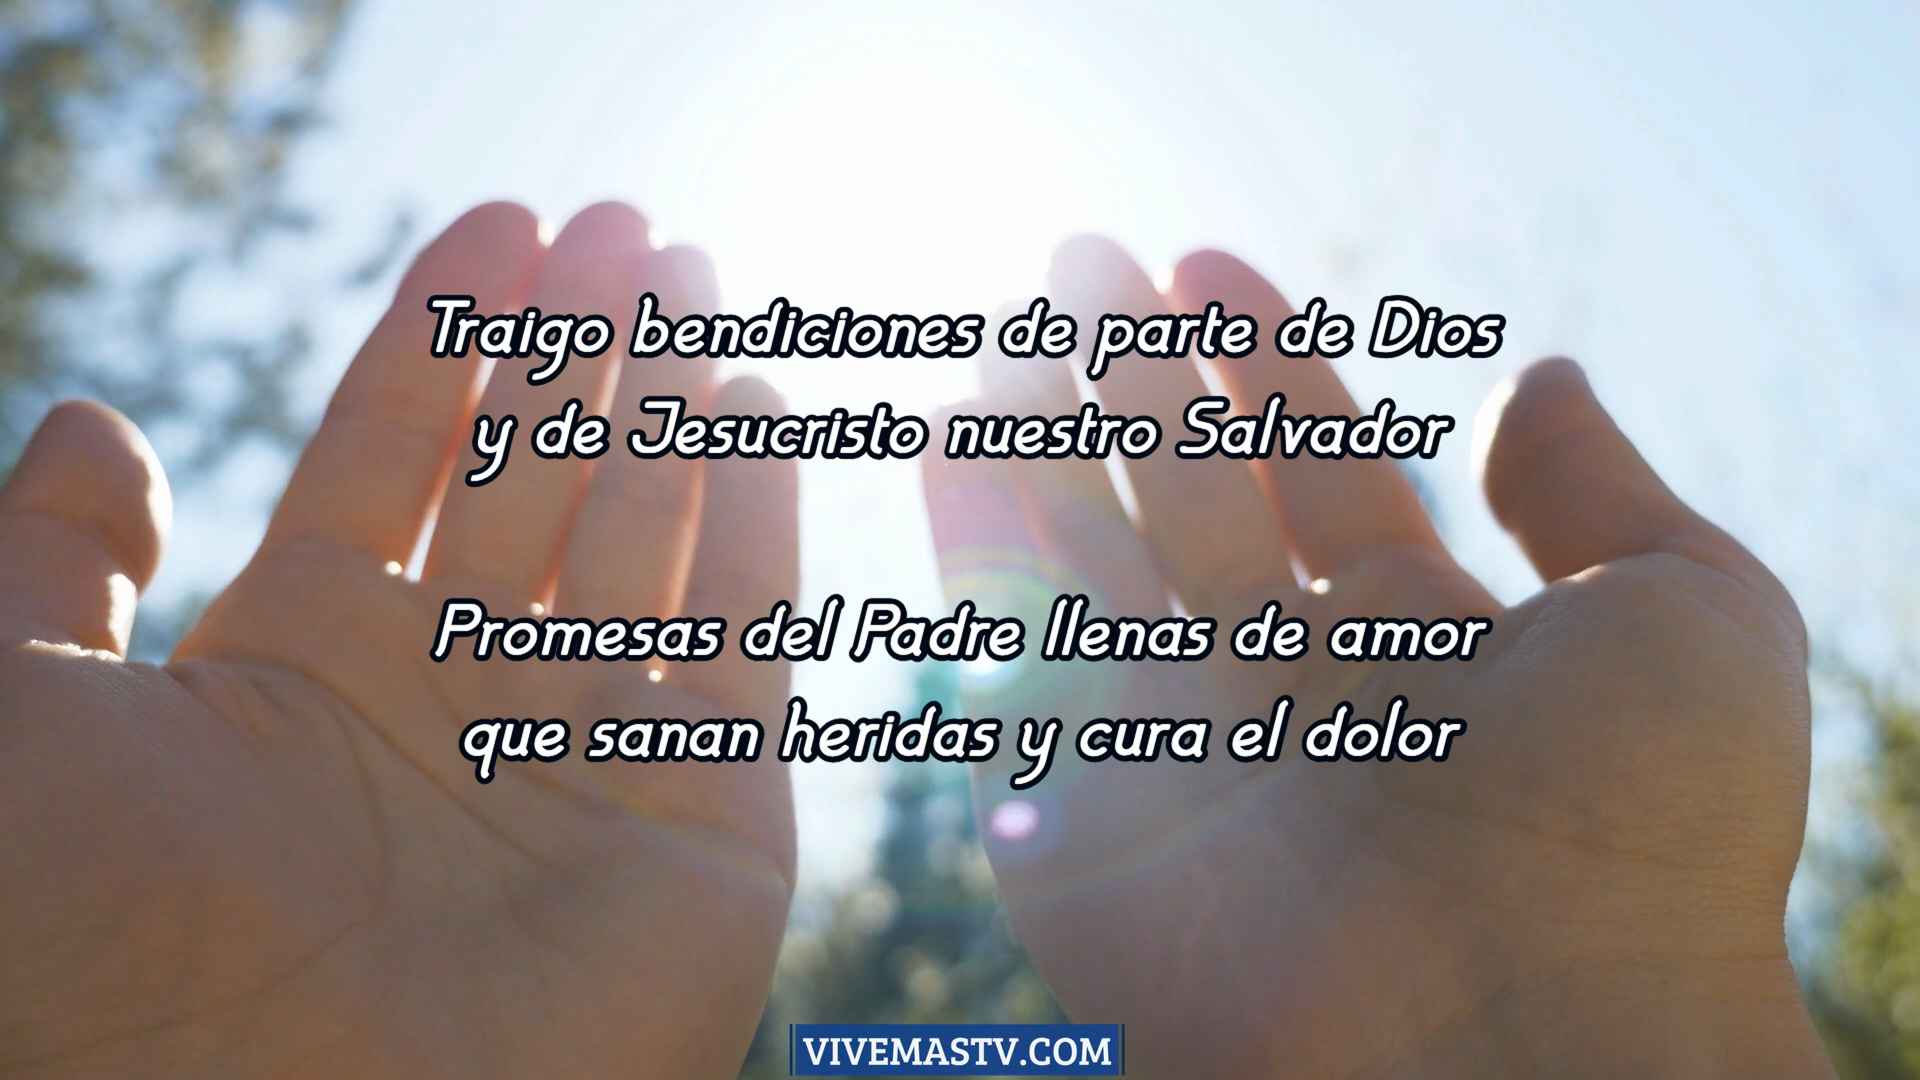 Traigo bendiciones de parte de Dios
y de Jesucristo nuestro Salvador
Promesas del Padre llenas de amor
que sanan heridas y cura el dolor
VIVEMASTV.COM